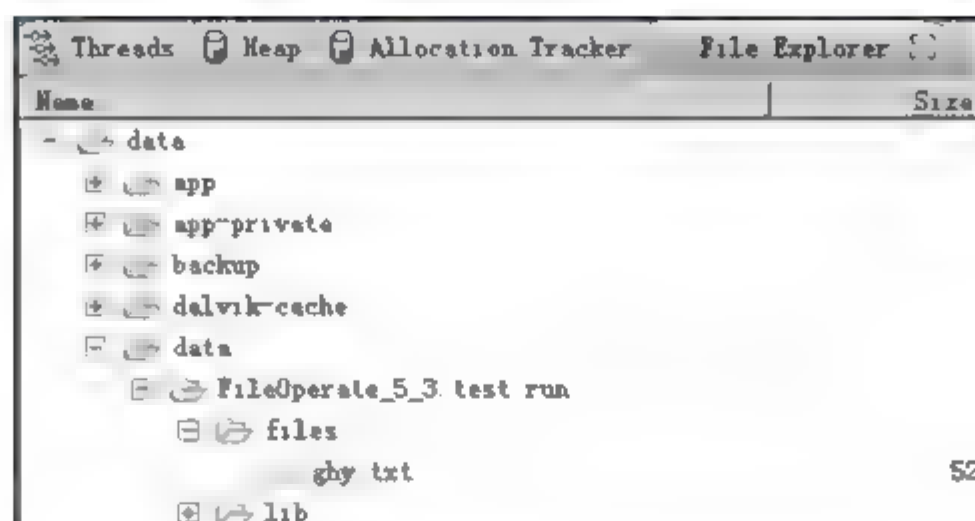 Threads Heap Allocation Tracker File Explorer
Name Size
data
app
app-private
backup
dalvik-cache
data
FileOperate_5_3.test.run
files
ghy.txt 52
lib